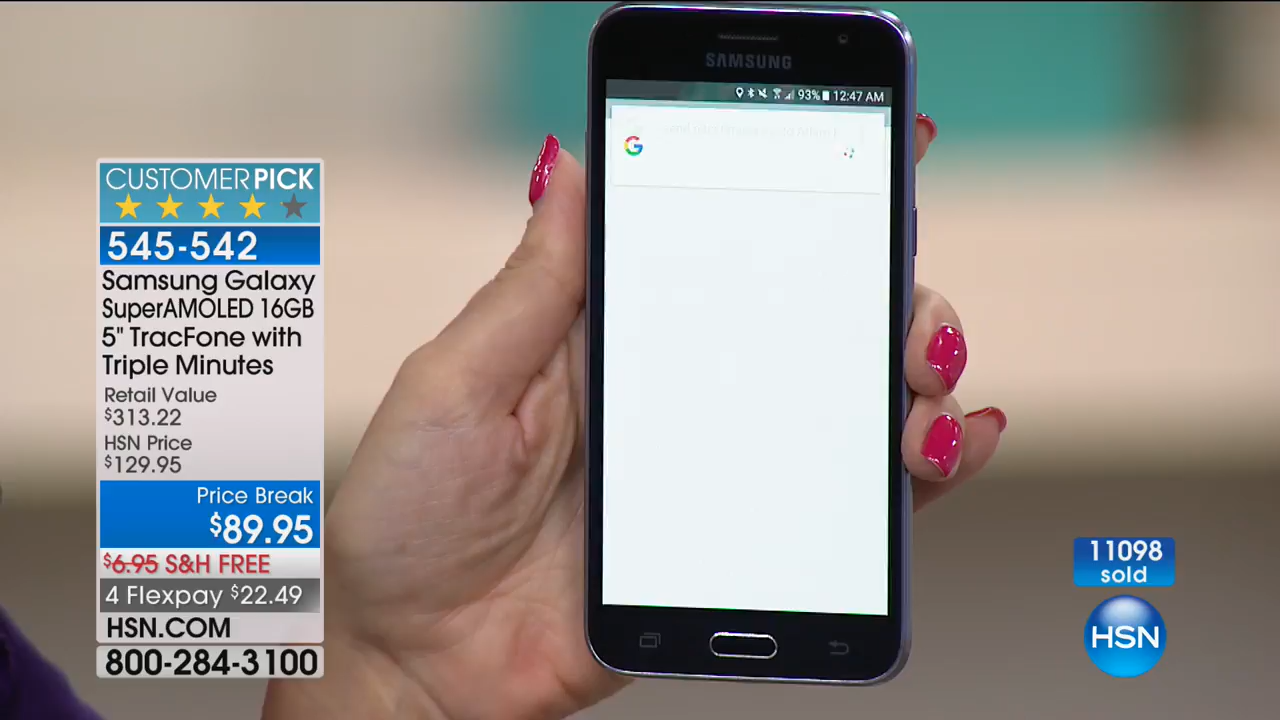 SAMSUNG
93% 12:47 AM
G
CUSTOMER PICK
545-542
Samsung Galaxy
SuperAMOLED 16GB
5" TracFone with
Triple Minutes
Retail Value
$313.22
HSN Price
$129.95
Price Break
$89.95
$6.95 S&H FREE
4 Flexpay $22.49
HSN.COM
800-284-3100
11098
sold
HSN